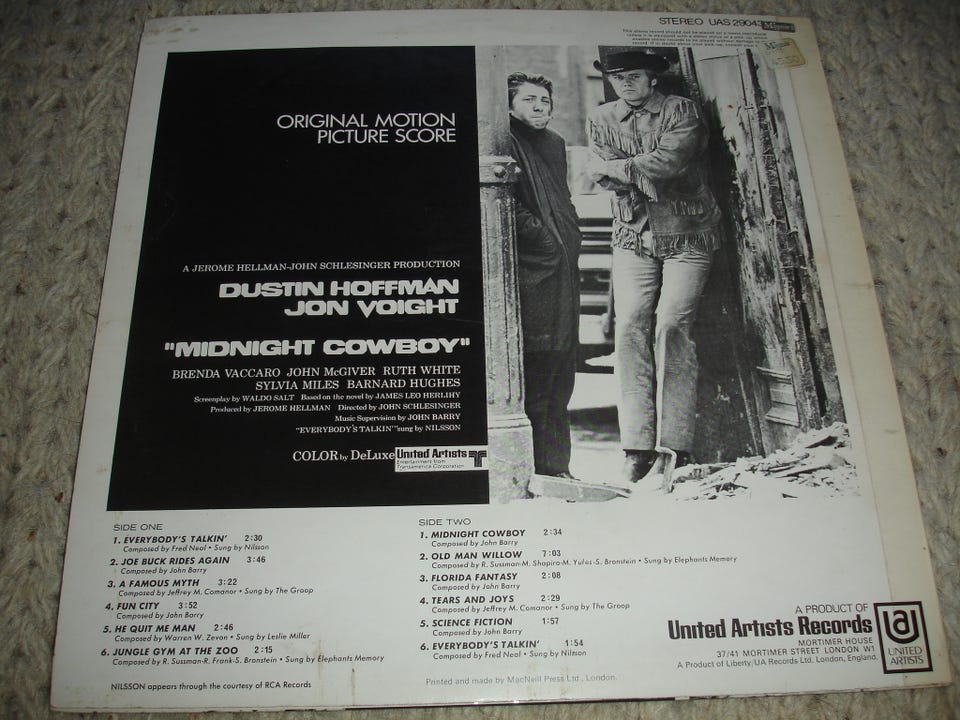 STEREO UAS 29043
ORIGINAL MOTION
PICTURE SCORE
A JEROME HELLMAN-JOHN SCHLESINGER PRODUCTION
DUSTIN HOFFMAN
JON VOIGHT
"MIDNIGHT COWBOY"
BRENDA VACCARO JOHN McGIVER RUTH WHITE
SYLVIA MILES BARNARD HUGHES
Screenplay by WALDO SALT Based on the novel by JAMES LEO HERLIHY
Produced by JEROME HELLMAN Directed by JOHN SCHLESINGER
Music Supervision by JOHN BARRY
"EVERYBODY'S TALKIN'" sung by NILSSON
COLOR by DeLuxe United Artists
Entertainment from
Transamerica Corporation
SIDE ONE
1. EVERYBODY'S TALKIN' 2:30
Composed by Fred Neal • Sung by Nilsson
2. JOE BUCK RIDES AGAIN 3:46
Composed by John Barry
3. A FAMOUS MYTH 3:22
Composed by Jeffrey M. Comanor • Sung by The Groop
4. FUN CITY 3:52
Composed by John Barry
5. HE QUIT ME MAN 2:46
Composed by Warren W. Zevon • Sung by Leslie Miller
6. JUNGLE GYM AT THE ZOO 2:15
Composed by R. Sussman-R. Frank-S. Bronstein • Sung by Elephants Memory
NILSSON appears through the courtesy of RCA Records
SIDE TWO
1. MIDNIGHT COWBOY 2:34
Composed by John Barry
2. OLD MAN WILLOW 7:03
Composed by R. Sussman-M. Shapiro-M. Yules-S. Bronstein • Sung by Elephants Memory
3. FLORIDA FANTASY 2:08
Composed by John Barry
4. TEARS AND JOYS 2:29
Composed by Jeffrey M. Comanor • Sung by The Groop
5. SCIENCE FICTION 1:57
Composed by John Barry
6. EVERYBODY'S TALKIN' 1:54
Composed by Fred Neal • Sung by Nilsson
Printed and made by MacNeill Press Ltd., London.
A PRODUCT OF
United Artists Records
MORTIMER HOUSE
37/41 MORTIMER STREET LONDON W1
A Product of Liberty/UA Records Ltd. London, England.
UA
UNITED
ARTISTS